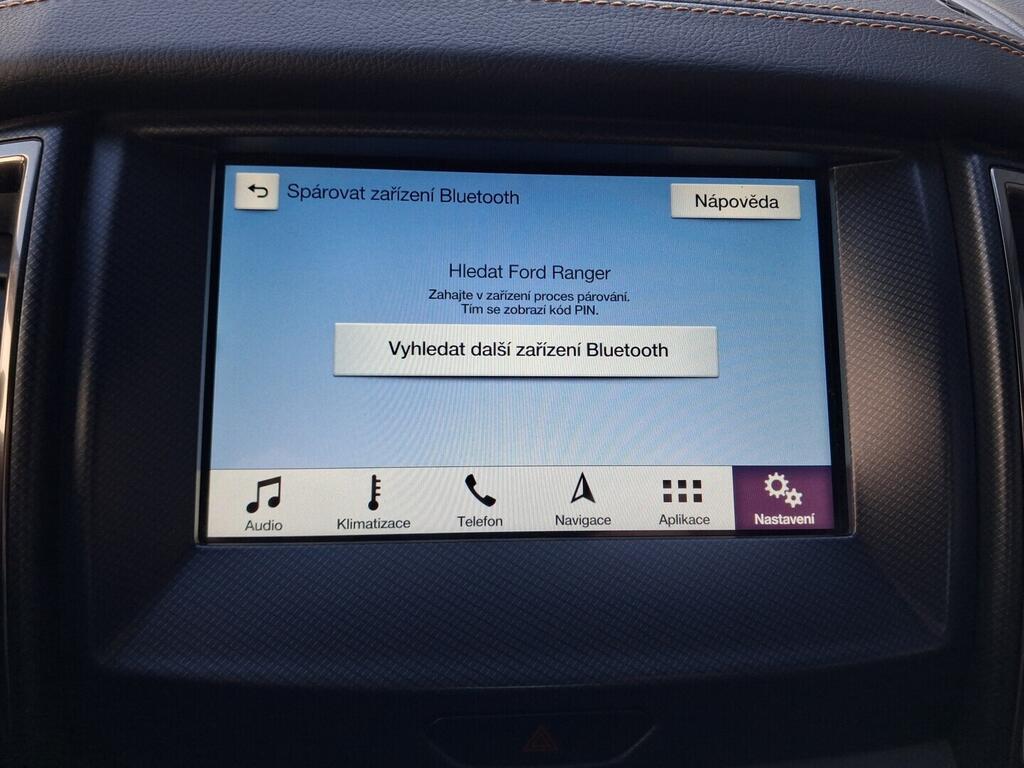 Spárovat zařízení Bluetooth
Nápověda
Hledat Ford Ranger
Zahajte v zařízení proces párování.
Tím se zobrazí kód PIN.
Vyhledat další zařízení Bluetooth
Audio
Klimatizace
Telefon
Navigace
Aplikace
Nastavení